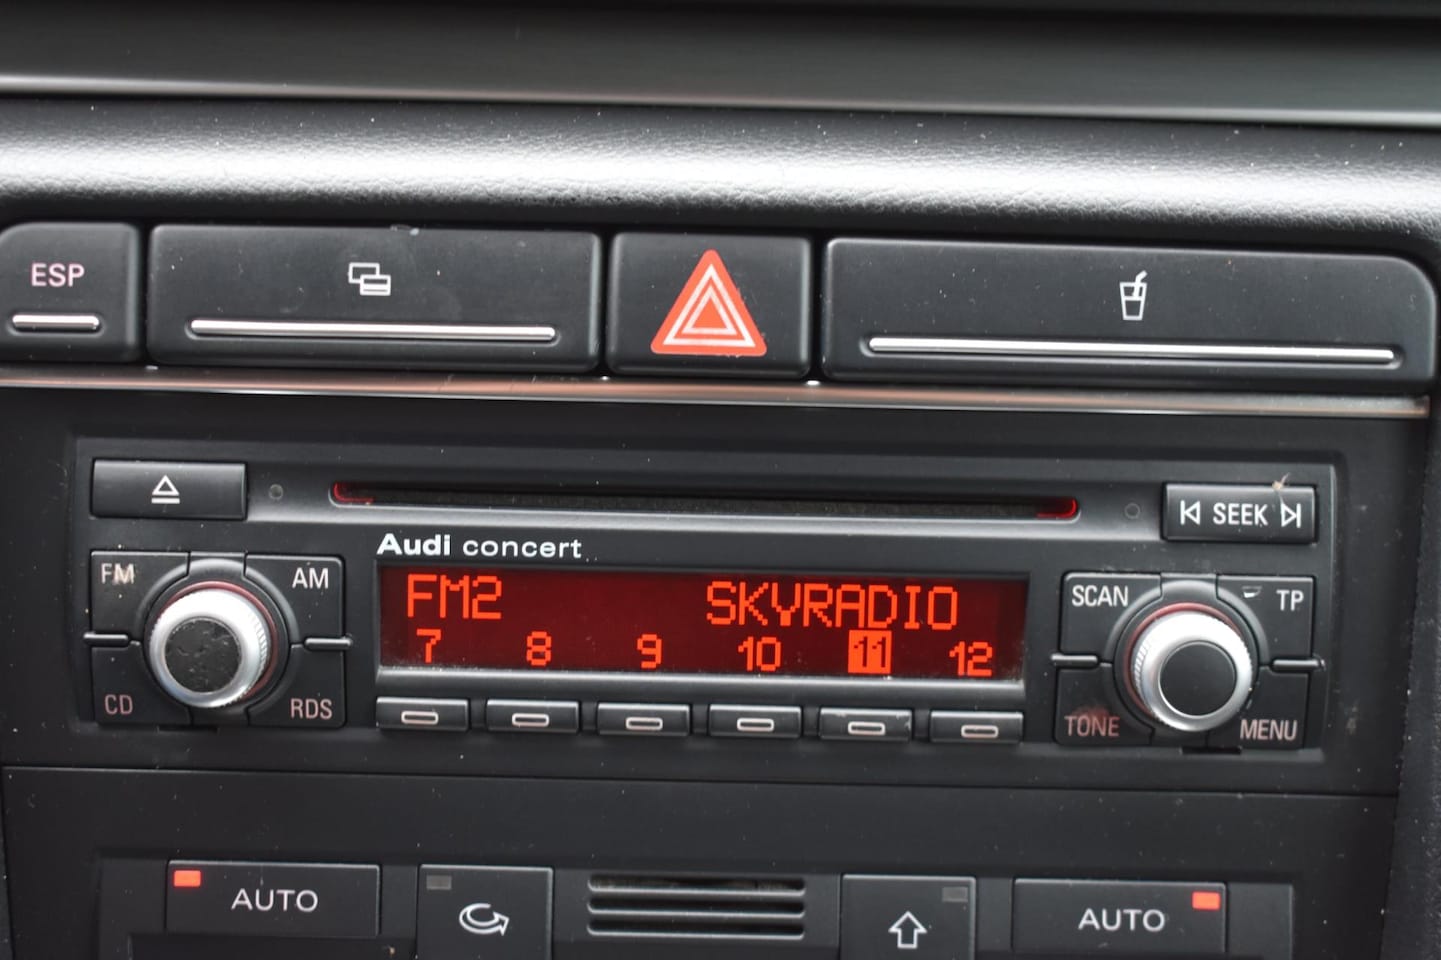 ESP
Audi concert
SEEK
FM
AM
CD
RDS
FM2 SKYRADIO
7 8 9 10 11 12
SCAN
TP
TONE
MENU
AUTO
AUTO